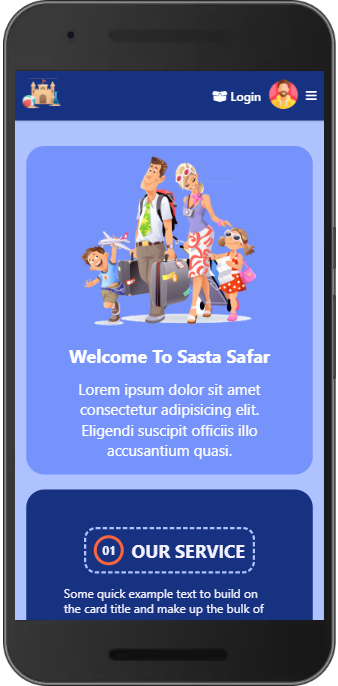 Login
Welcome To Sasta Safar
Lorem ipsum dolor sit amet
consectetur adipisicing elit.
Eligendi suscipit officiis illo
accusantium quasi.
01 OUR SERVICE
Some quick example text to build on
the card title and make up the bulk of